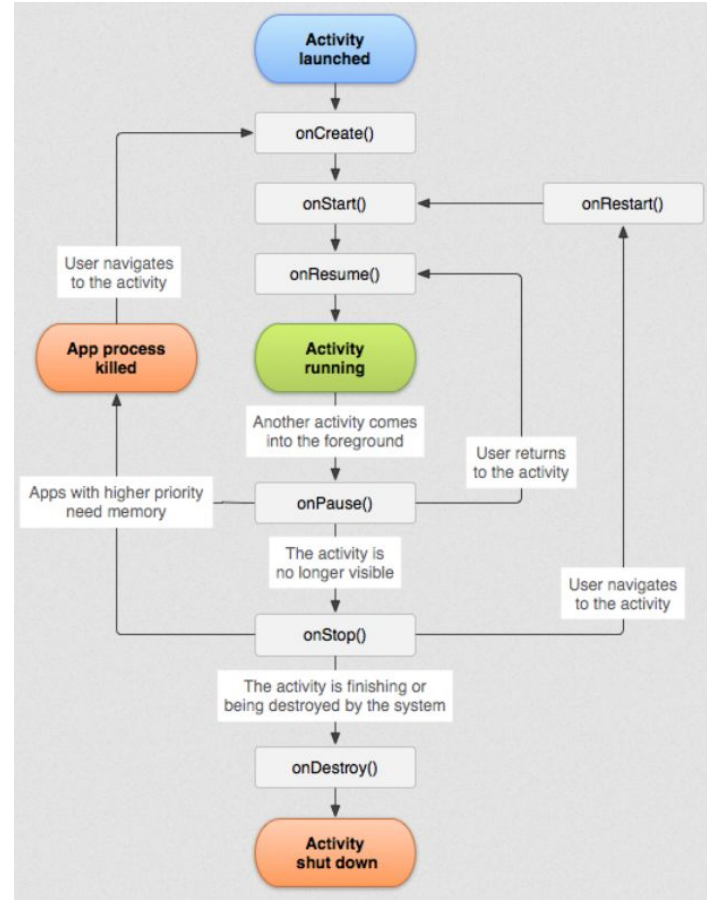 Activity
launched
onCreate()
onStart()
onRestart()
User navigates
to the activity
onResume()
App process
killed
Activity
running
Another activity comes
into the foreground
User returns
to the activity
Apps with higher priority
need memory
onPause()
The activity is
no longer visible
User navigates
to the activity
onStop()
The activity is finishing or
being destroyed by the system
onDestroy()
Activity
shut down